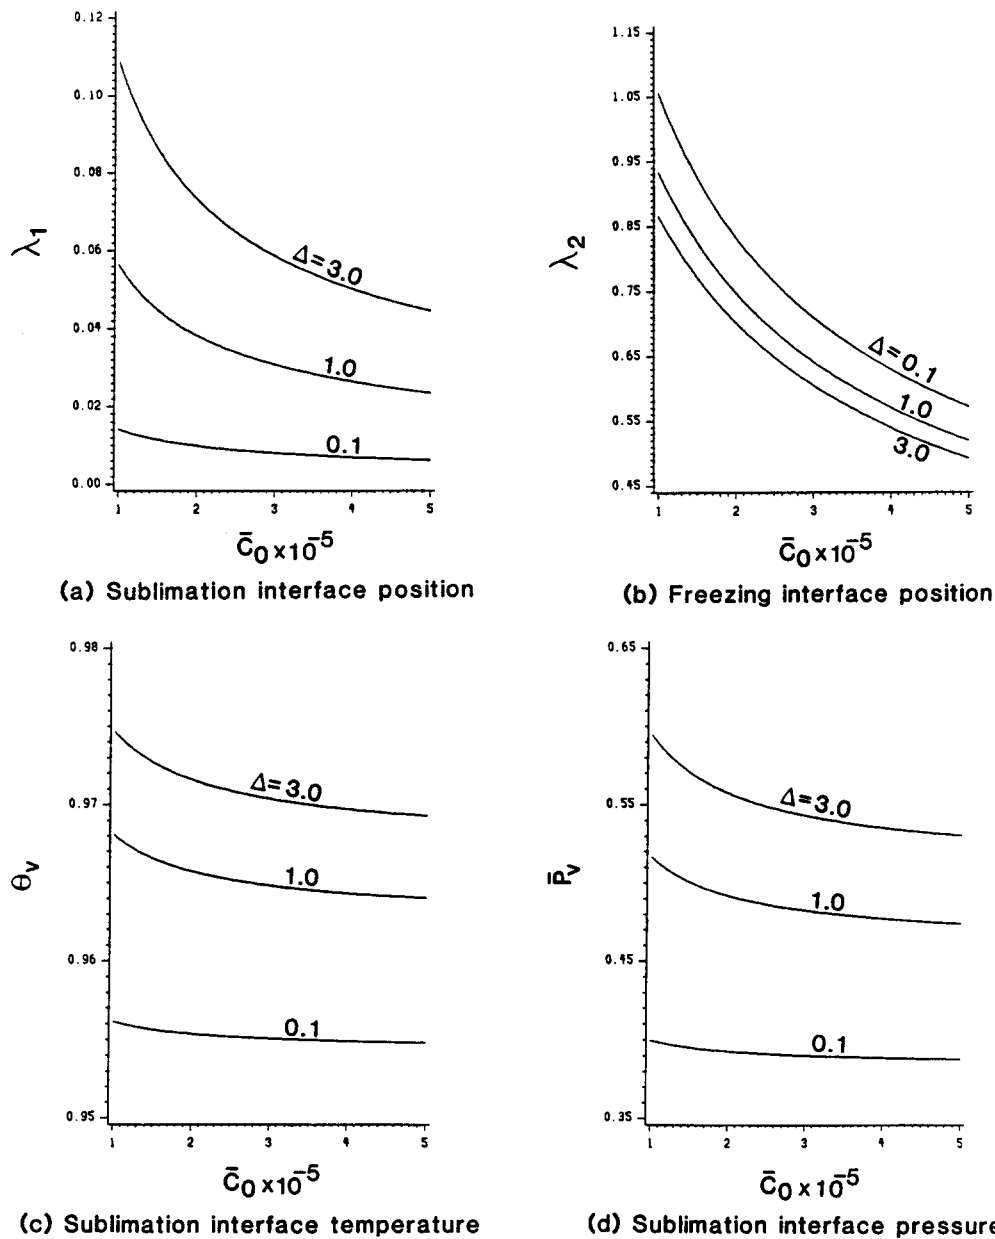 0.12
0.10
0.08
0.06
0.04
0.02
0.00
λ1
Δ=3.0
1.0
0.1
1 2 3 4 5
C̄0×10⁻⁵
(a) Sublimation interface position
1.15
1.05
0.95
0.85
0.75
0.65
0.55
0.45
λ2
Δ=0.1
1.0
3.0
1 2 3 4 5
C̄0×10⁻⁵
(b) Freezing interface position
0.98
0.97
0.96
0.95
θv
Δ=3.0
1.0
0.1
1 2 3 4 5
C̄0×10⁻⁵
(c) Sublimation interface temperature
0.65
0.55
0.45
0.35
P̄v
Δ=3.0
1.0
0.1
1 2 3 4 5
C̄0×10⁻⁵
(d) Sublimation interface pressure